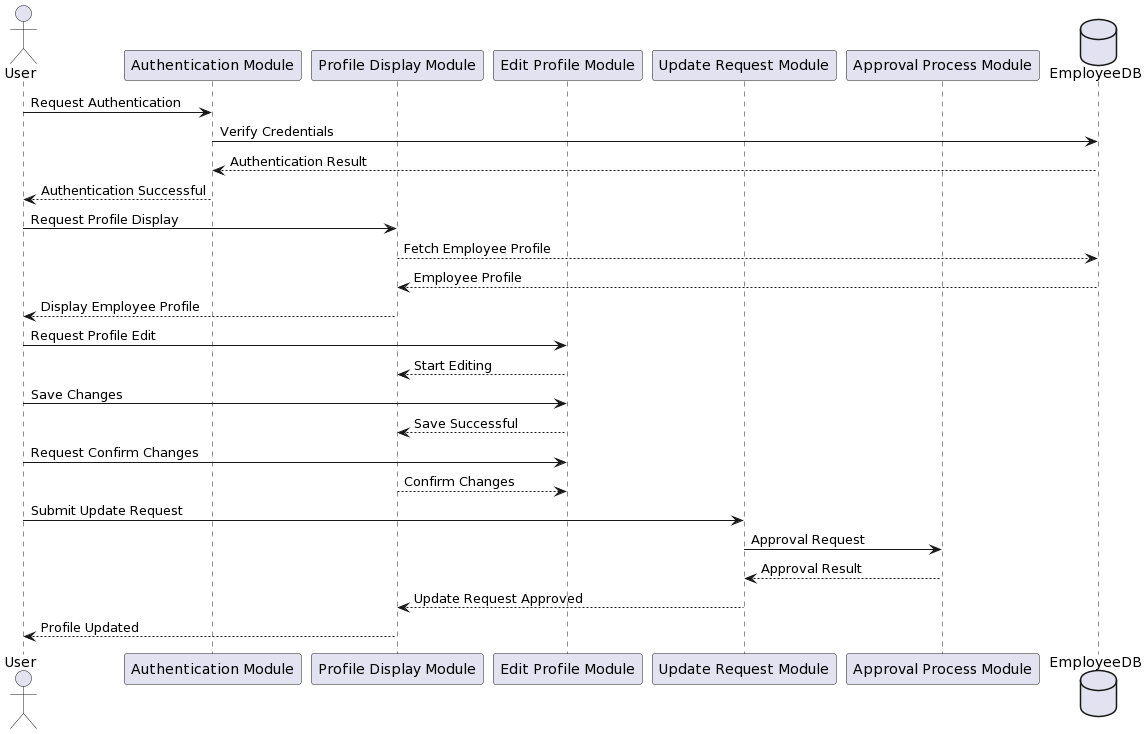 User
Authentication Module
Profile Display Module
Edit Profile Module
Update Request Module
Approval Process Module
EmployeeDB
Request Authentication
Verify Credentials
Authentication Result
Authentication Successful
Request Profile Display
Fetch Employee Profile
Employee Profile
Display Employee Profile
Request Profile Edit
Start Editing
Save Changes
Save Successful
Request Confirm Changes
Confirm Changes
Submit Update Request
Approval Request
Approval Result
Update Request Approved
Profile Updated
User
Authentication Module
Profile Display Module
Edit Profile Module
Update Request Module
Approval Process Module
EmployeeDB